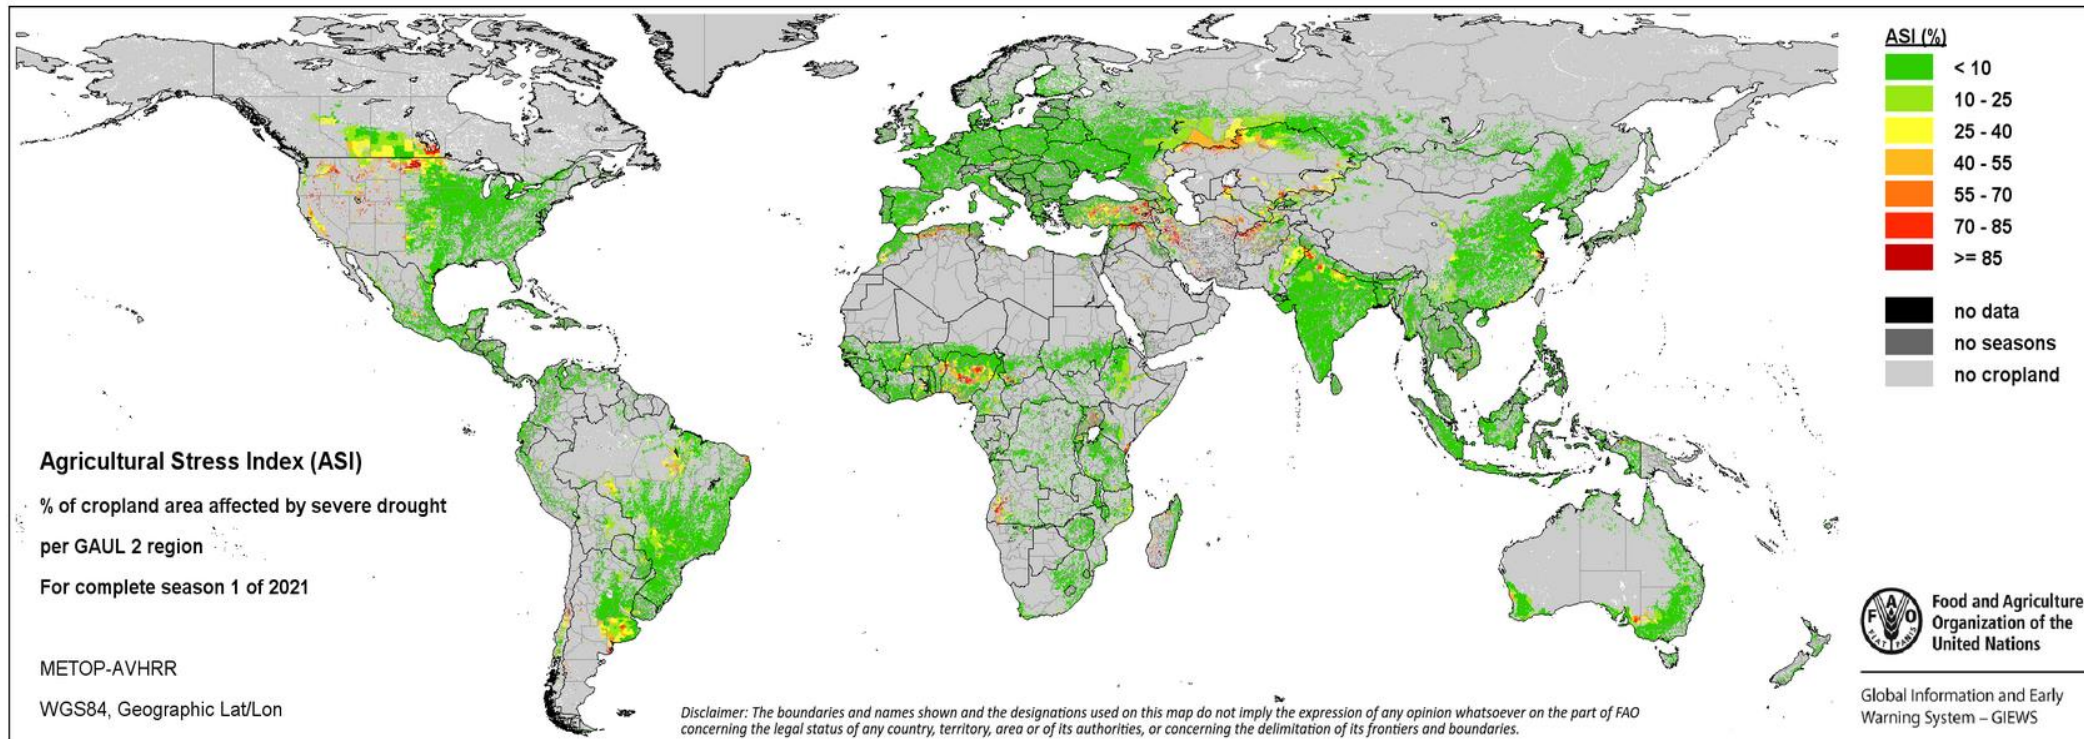 ASI (%)
< 10
10 - 25
25 - 40
40 - 55
55 - 70
70 - 85
>= 85
no data
no seasons
no cropland
Agricultural Stress Index (ASI)
% of cropland area affected by severe drought
per GAUL 2 region
For complete season 1 of 2021
METOP-AVHRR
WGS84, Geographic Lat/Lon
Disclaimer: The boundaries and names shown and the designations used on this map do not imply the expression of any opinion whatsoever on the part of FAO
concerning the legal status of any country, territory, area or of its authorities, or concerning the delimitation of its frontiers and boundaries.
F A O
FIAT PANIS
Food and Agriculture
Organization of the
United Nations
Global Information and Early
Warning System – GIEWS